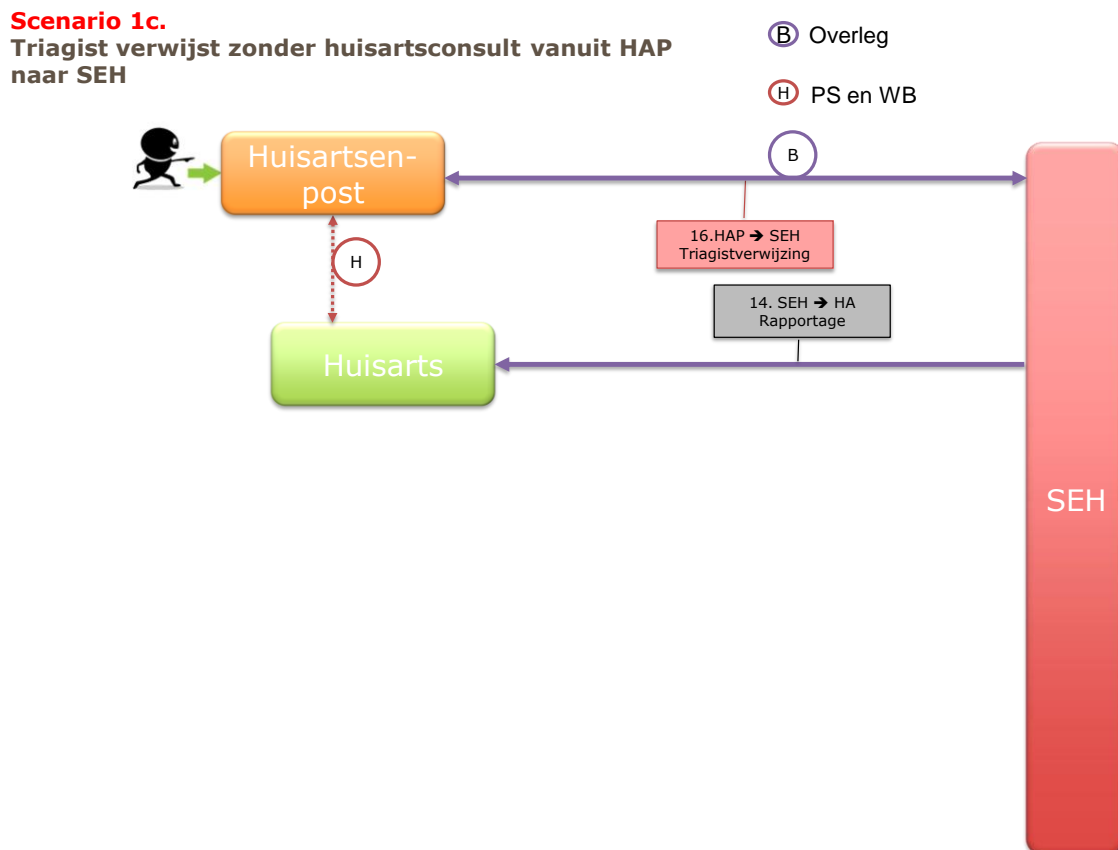 Scenario 1c.
Triagist verwijst zonder huisartsconsult vanuit HAP
naar SEH
B Overleg
H PS en WB
Huisartsen-
post
B
16.HAP ➔ SEH
Triagistverwijzing
H
14. SEH ➔ HA
Rapportage
Huisarts
SEH